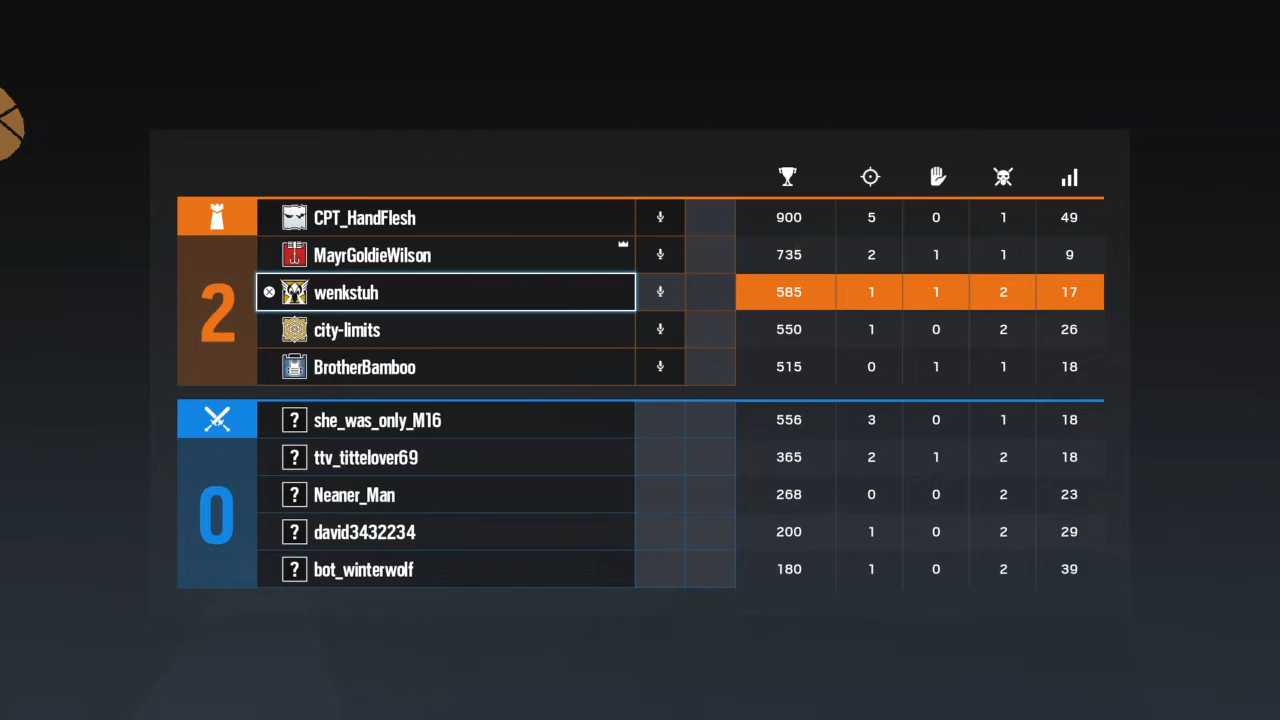 CPT_HandFlesh 900 5 0 1 49
MayrGoldieWilson 735 2 1 1 9
2
wenkstuh 585 1 1 2 17
city-limits 550 1 0 2 26
BrotherBamboo 515 0 1 1 18
? she_was_only_M16 556 3 0 1 18
? ttv_tittelover69 365 2 1 2 18
0
? Neaner_Man 268 0 0 2 23
? david3432234 200 1 0 2 29
? bot_winterwolf 180 1 0 2 39